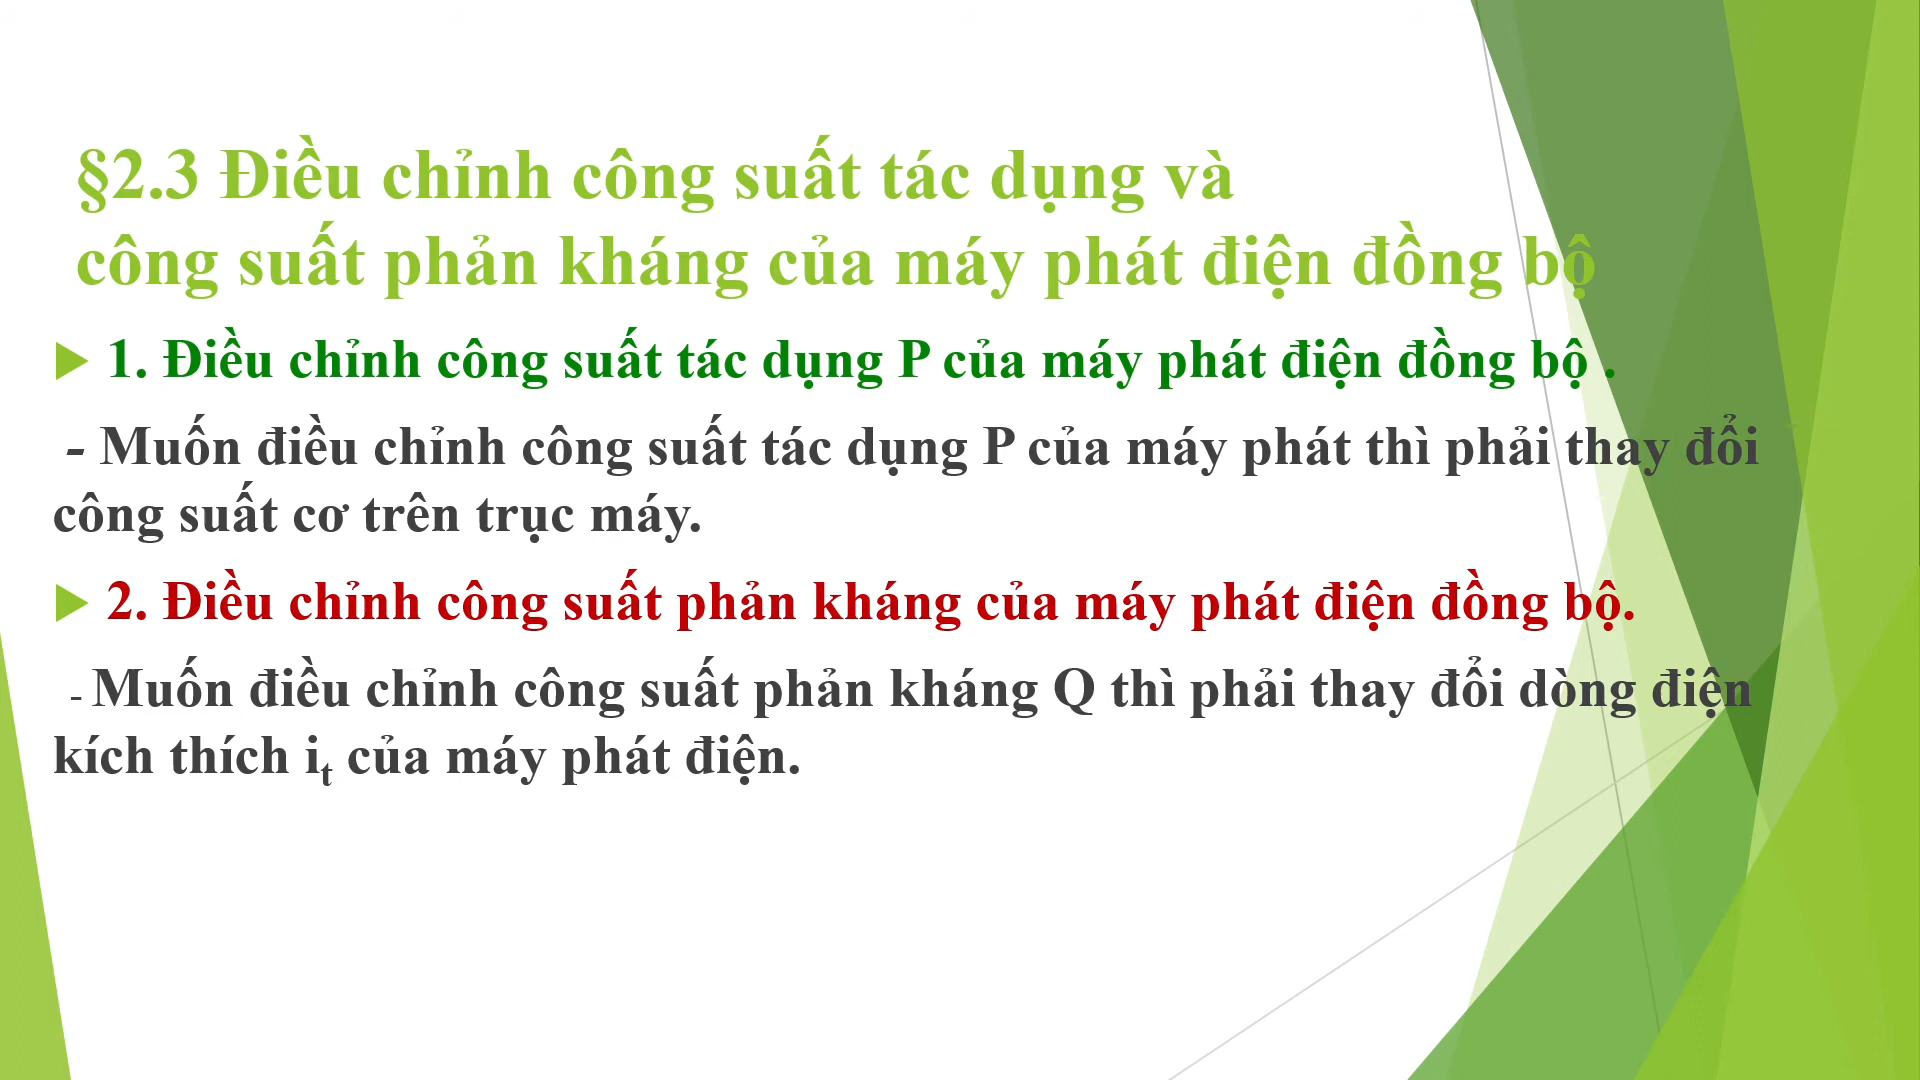 §2.3 Điều chỉnh công suất tác dụng và
công suất phản kháng của máy phát điện đồng bộ
1. Điều chỉnh công suất tác dụng P của máy phát điện đồng bộ .
- Muốn điều chỉnh công suất tác dụng P của máy phát thì phải thay đổi
công suất cơ trên trục máy.
2. Điều chỉnh công suất phản kháng của máy phát điện đồng bộ.
- Muốn điều chỉnh công suất phản kháng Q thì phải thay đổi dòng điện
kích thích iₜ của máy phát điện.